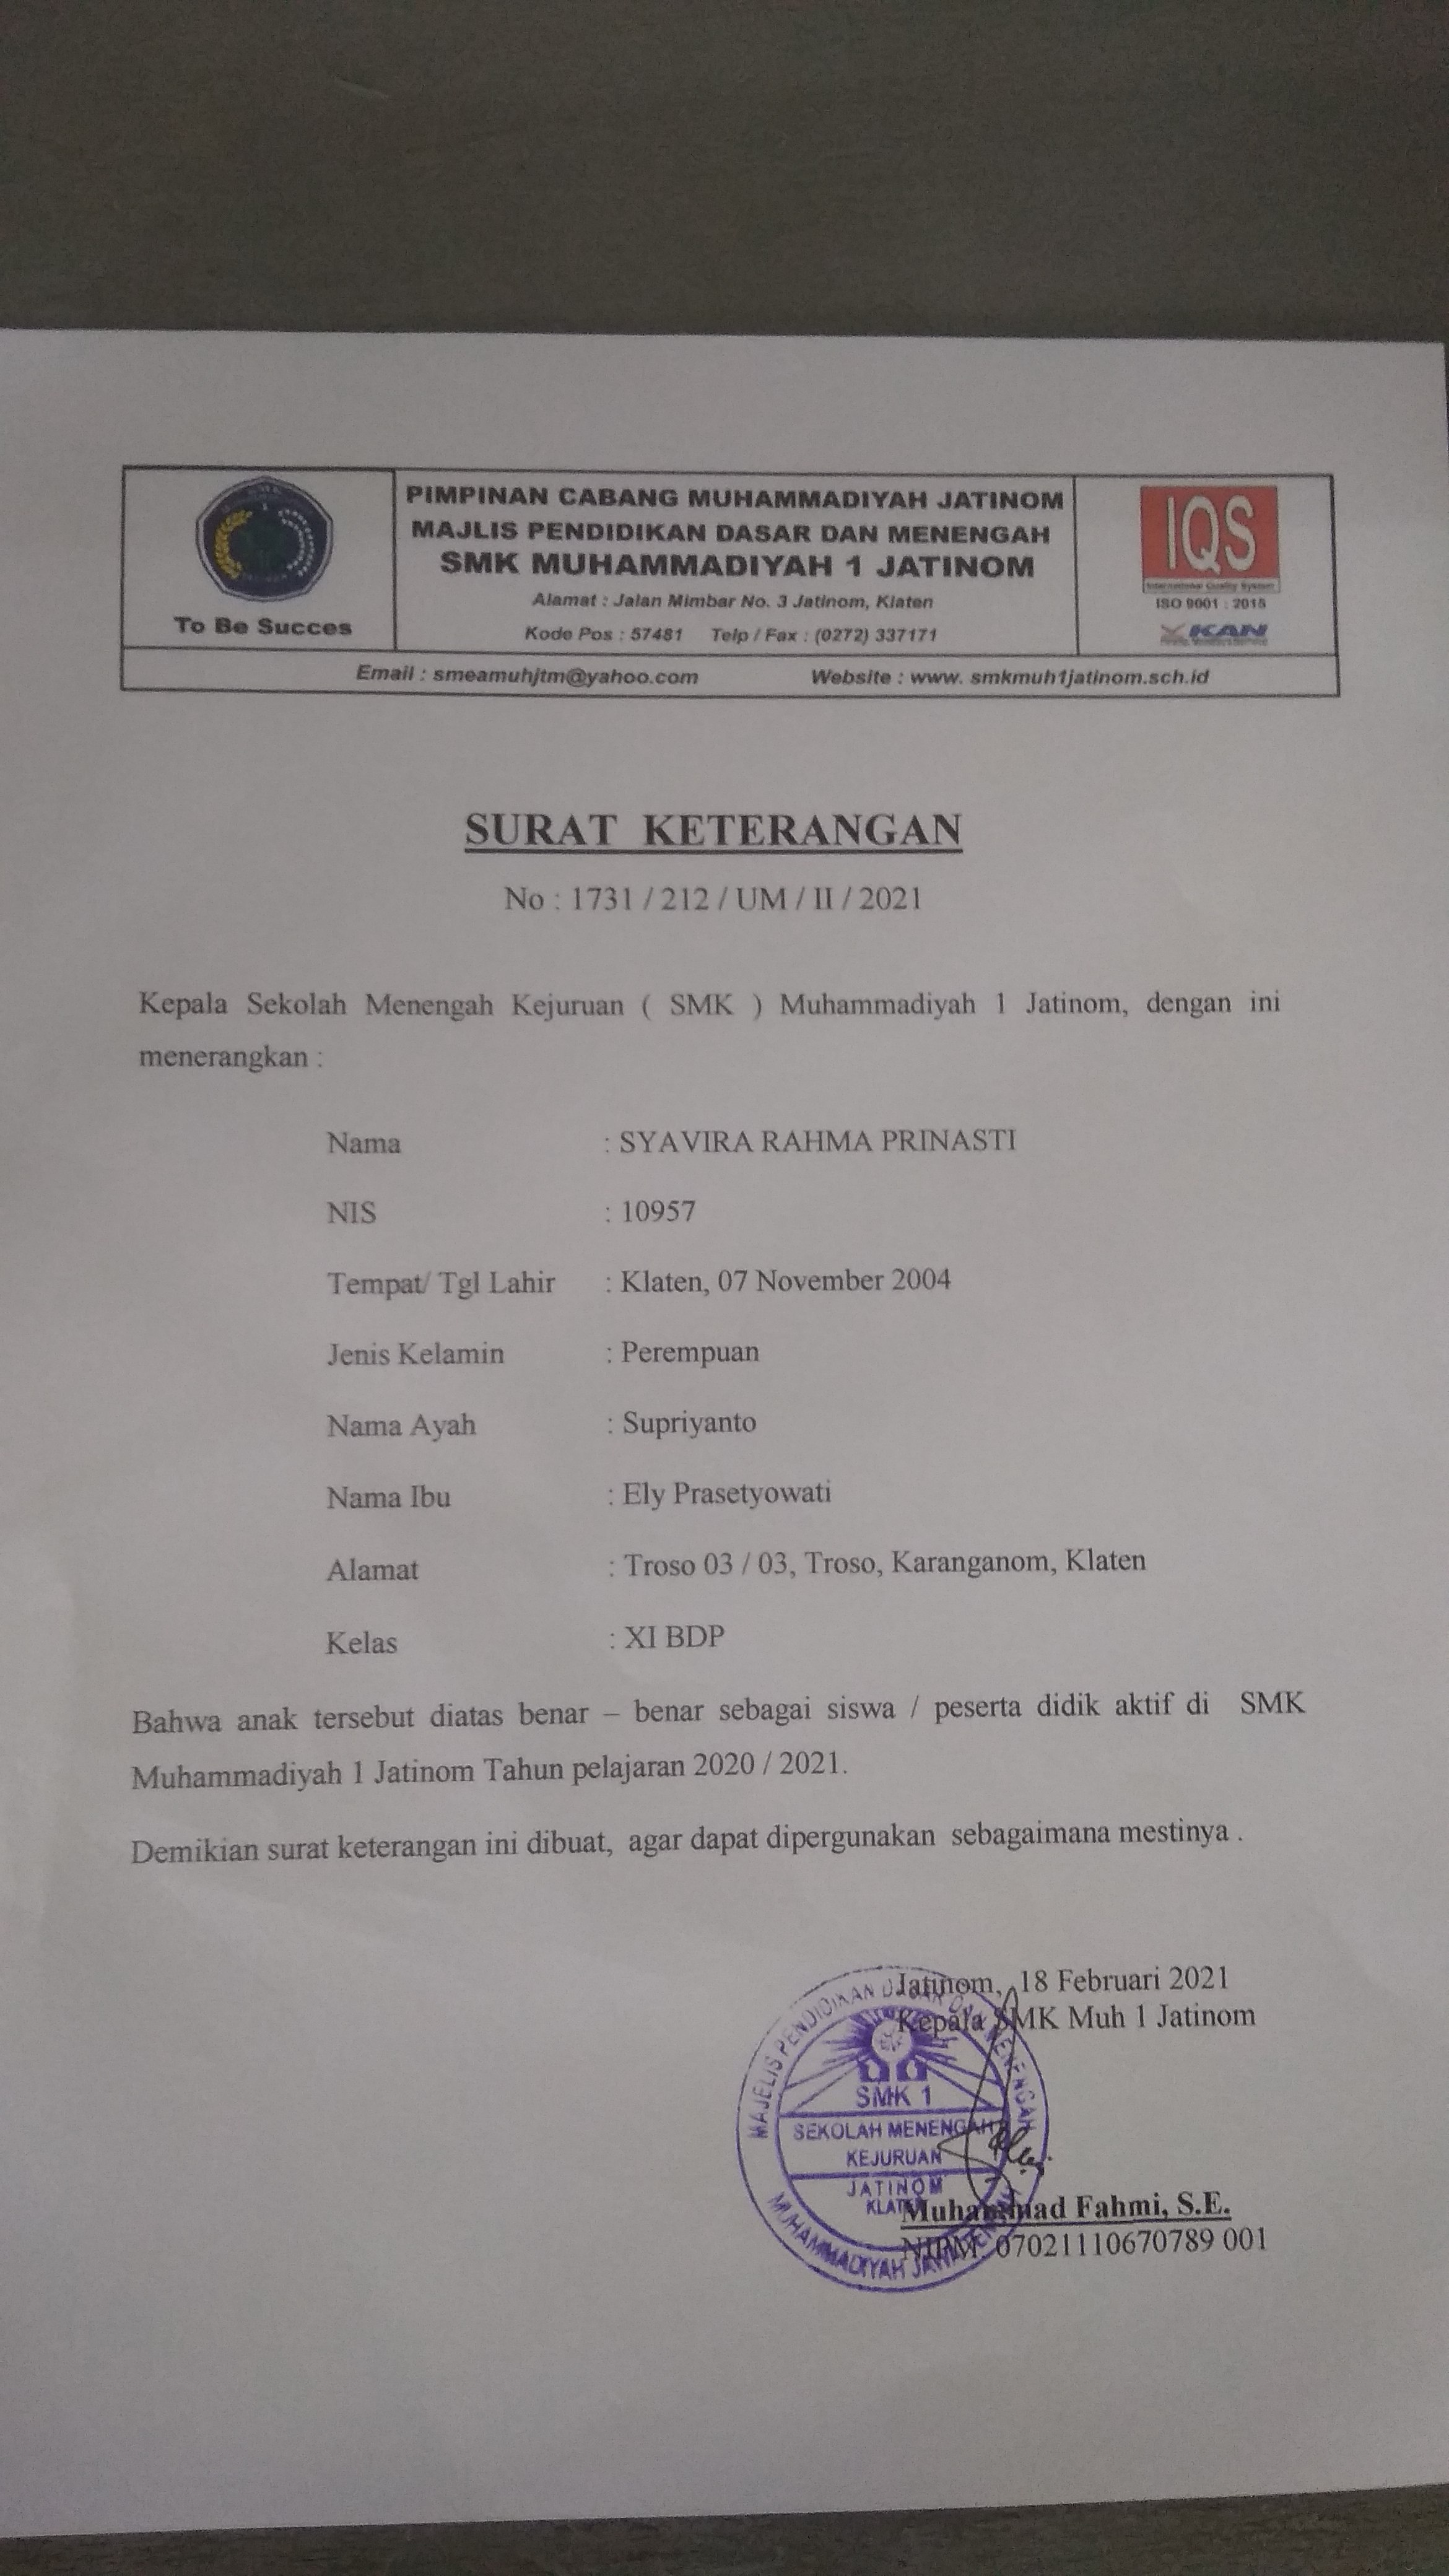 PIMPINAN CABANG MUHAMMADIYAH JATINOM
MAJLIS PENDIDIKAN DASAR DAN MENENGAH
SMK MUHAMMADIYAH 1 JATINOM
Alamat : Jalan Mimbar No. 3 Jatinom, Klaten
Kode Pos : 57481 Telp / Fax : (0272) 337171
To Be Succes
IQS
International Quality System
ISO 9001 : 2015
KAN
Email : smeamuhjtm@yahoo.com Website : www. smkmuh1jatinom.sch.id
SURAT KETERANGAN
No : 1731 / 212 / UM / II / 2021
Kepala Sekolah Menengah Kejuruan ( SMK ) Muhammadiyah 1 Jatinom, dengan ini
menerangkan :
Nama : SYAVIRA RAHMA PRINASTI
NIS : 10957
Tempat/ Tgl Lahir : Klaten, 07 November 2004
Jenis Kelamin : Perempuan
Nama Ayah : Supriyanto
Nama Ibu : Ely Prasetyowati
Alamat : Troso 03 / 03, Troso, Karanganom, Klaten
Kelas : XI BDP
Bahwa anak tersebut diatas benar – benar sebagai siswa / peserta didik aktif di SMK
Muhammadiyah 1 Jatinom Tahun pelajaran 2020 / 2021.
Demikian surat keterangan ini dibuat, agar dapat dipergunakan sebagaimana mestinya .
Jatinom, 18 Februari 2021
Kepala SMK Muh 1 Jatinom
MAJELIS PENDIDIKAN DASAR DAN MENENGAH
SMK 1
SEKOLAH MENENGAH
KEJURUAN
JATINOM
KLATEN
MUHAMMADIYAH JAWA TENGAH
Muhammad Fahmi, S.E.
NIPM. 07021110670789 001